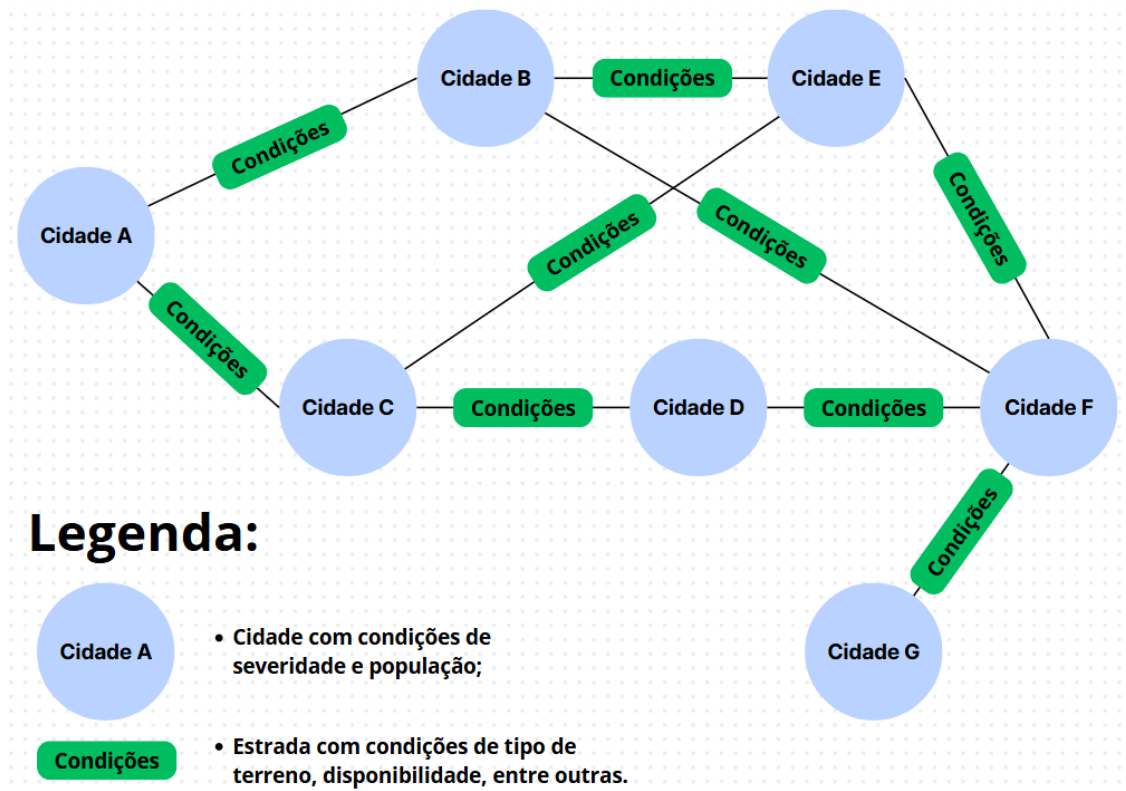 Cidade B
Condições
Cidade E
Condições
Condições
Cidade A
Condições
Condições
Condições
Cidade C
Condições
Cidade D
Condições
Cidade F
Condições
Legenda:
Cidade A
• Cidade com condições de
severidade e população;
Cidade G
Condições
• Estrada com condições de tipo de
terreno, disponibilidade, entre outras.